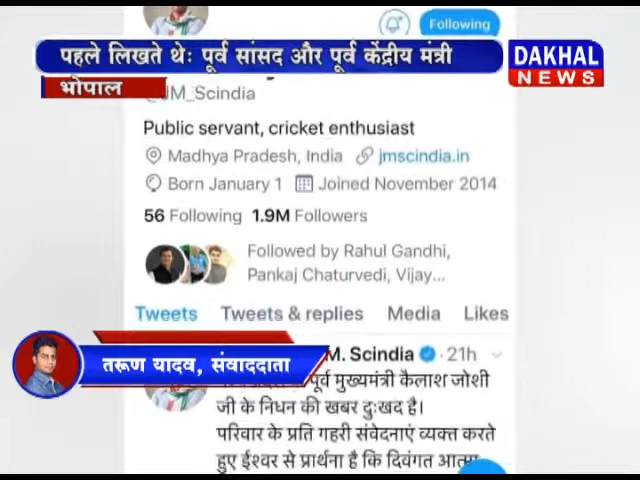 Following
पहले लिखते थेः पूर्व सांसद और पूर्व केंद्रीय मंत्री
DAKHAL
NEWS
भोपाल
@JM_Scindia
Public servant, cricket enthusiast
Madhya Pradesh, India jmscindia.in
Born January 1 Joined November 2014
56 Following 1.9M Followers
Followed by Rahul Gandhi,
Pankaj Chaturvedi, Vijay...
Tweets Tweets & replies Media Likes
M. Scindia · 21h
तरूण यादव, संवाददाता
पूर्व मुख्यमंत्री कैलाश जोशी
जी के निधन की खबर दुःखद है।
परिवार के प्रति गहरी संवेदनाएं व्यक्त करते
हुए ईश्वर से प्रार्थना है कि दिवंगत आत्मा